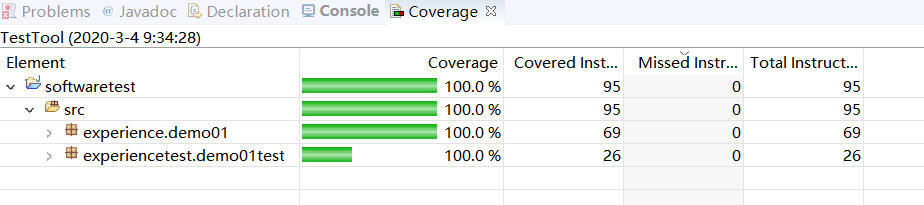 Problems @ Javadoc Declaration Console Coverage
TestTool (2020-3-4 9:34:28)
Element Coverage Covered Inst... Missed Instr... Total Instruct...
softwaretest 100.0 % 95 0 95
src 100.0 % 95 0 95
experience.demo01 100.0 % 69 0 69
experiencetest.demo01test 100.0 % 26 0 26